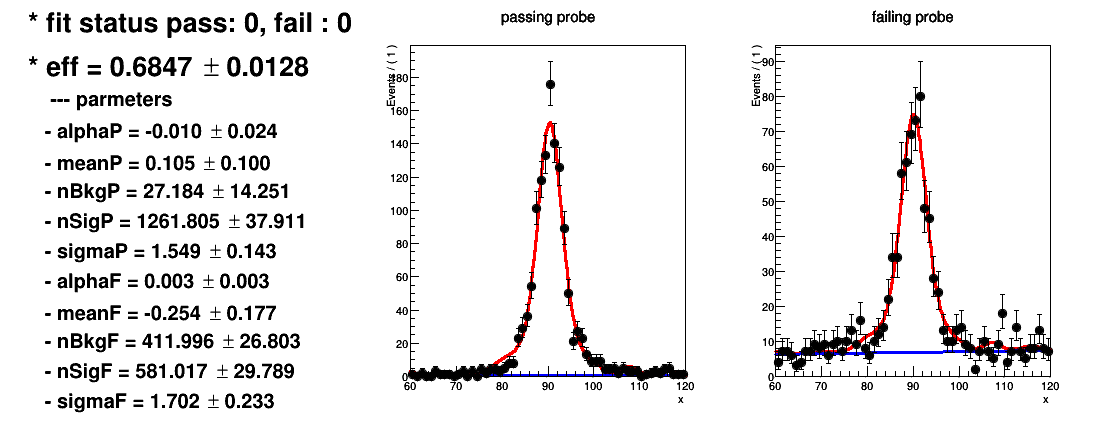 * fit status pass: 0, fail : 0
* eff = 0.6847 ± 0.0128
--- parmeters
- alphaP = -0.010 ± 0.024
- meanP = 0.105 ± 0.100
- nBkgP = 27.184 ± 14.251
- nSigP = 1261.805 ± 37.911
- sigmaP = 1.549 ± 0.143
- alphaF = 0.003 ± 0.003
- meanF = -0.254 ± 0.177
- nBkgF = 411.996 ± 26.803
- nSigF = 581.017 ± 29.789
- sigmaF = 1.702 ± 0.233
passing probe
Events / ( 1 )
180
160
140
120
100
80
60
40
20
0
60 70 80 90 100 110 120
x
failing probe
Events / ( 1 )
90
80
70
60
50
40
30
20
10
0
60 70 80 90 100 110 120
x